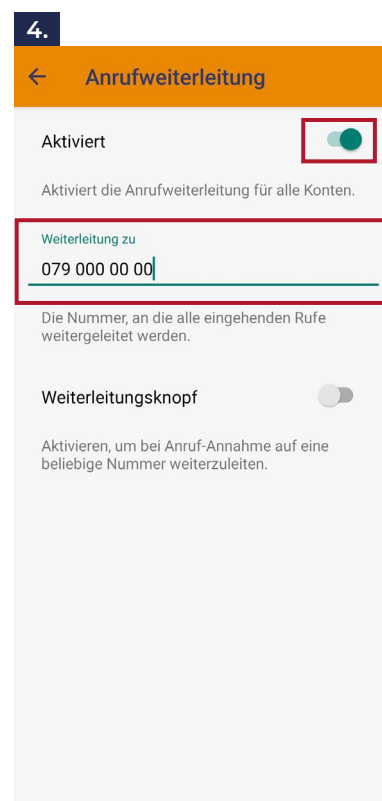 4.
Anrufweiterleitung
Aktiviert
Aktiviert die Anrufweiterleitung für alle Konten.
Weiterleitung zu
079 000 00 00
Die Nummer, an die alle eingehenden Rufe
weitergeleitet werden.
Weiterleitungsknopf
Aktivieren, um bei Anruf-Annahme auf eine
beliebige Nummer weiterzuleiten.